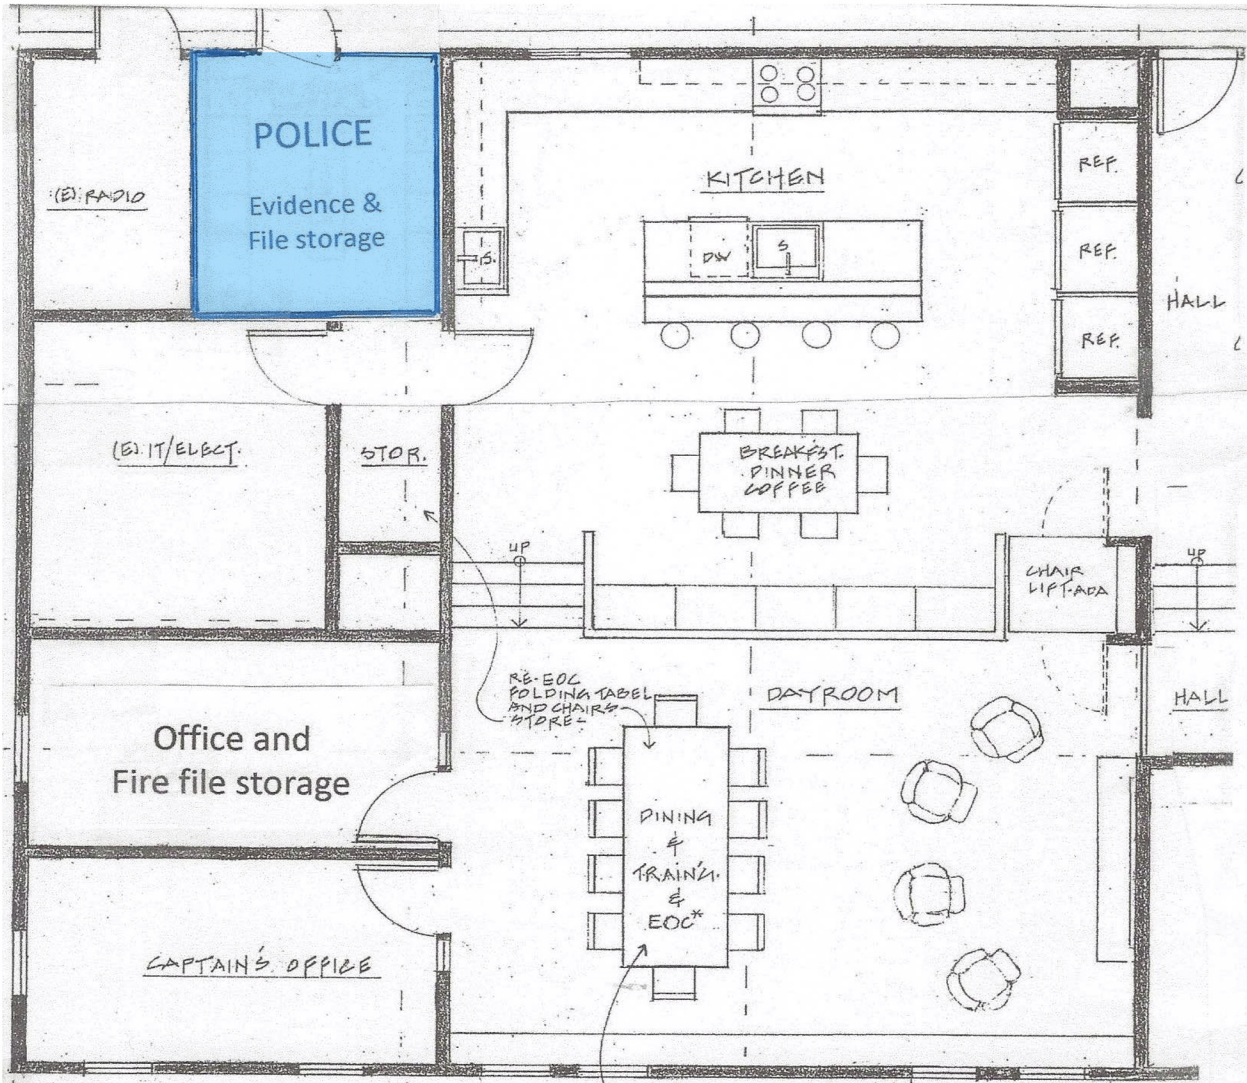 POLICE
Evidence &
File storage
(E) RADIO
KITCHEN
REF.
REF.
REF.
DW
S
S.
HALL
(E) IT/ELECT.
STOR.
BREAKFST.
DINNER
COFFEE
UP
CHAIR
LIFT-ADA
UP
RE-EOC
FOLDING TABEL
AND CHAIRS
STORE-
DAYROOM
HALL
Office and
Fire file storage
DINING
&
TRAIN'G.
&
EOC*
CAPTAIN'S OFFICE